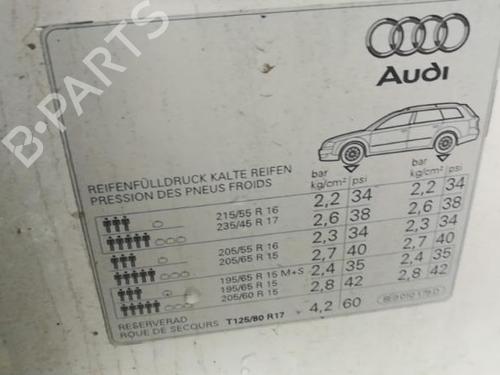 B-PARTS
Audi
REIFENFÜLLDRUCK KALTE REIFEN
PRESSION DES PNEUS FROIDS
bar kg/cm² psi bar kg/cm² psi
215/55 R 16 2,2 34 2,2 34
235/45 R 17 2,6 38 2,6 38
205/55 R 16 2,3 34 2,3 34
205/65 R 15 2,7 40 2,7 40
195/65 R 15 M+S 2,4 35 2,4 35
195/65 R 15
205/60 R 15 2,8 42 2,8 42
RESERVERAD
ROUE DE SECOURS T125/80 R17 4,2 60